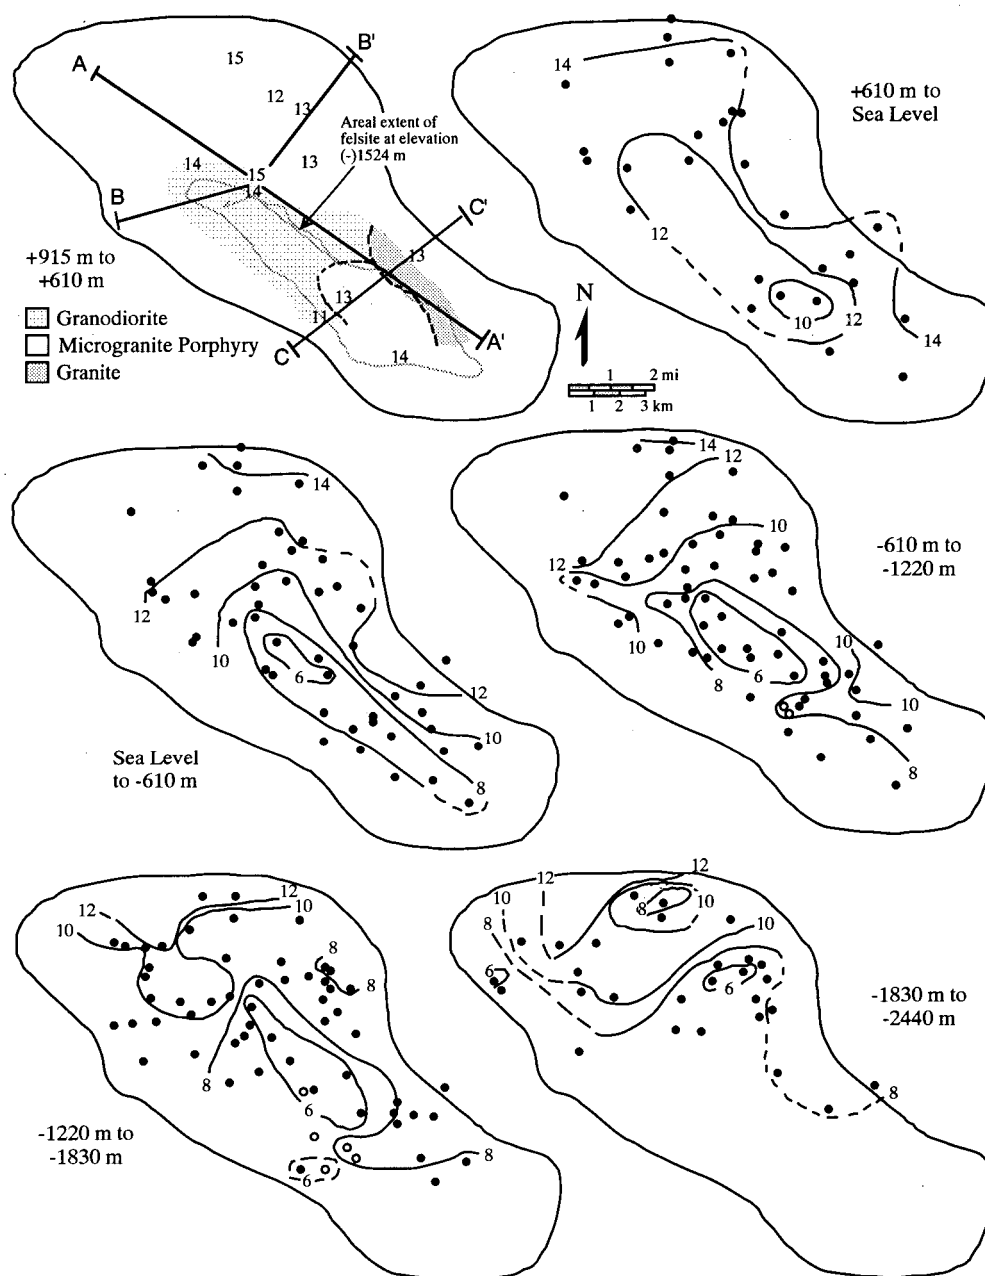 A
B'
15
12
13
Areal extent of
felsite at elevation
(-)1524 m
14
13
15
14
B
C'
+915 m to
+610 m
13
13
11
C
14
A'
Granodiorite
Microgranite Porphyry
Granite
N
1 2 mi
1 2 3 km
14
+610 m to
Sea Level
12
10
12
14
14
12
10
6
12
10
8
Sea Level
to -610 m
14
12
10
12
-610 m to
-1220 m
10
10
6
8
10
8
12
12
10
10
8
8
8
6
8
6
-1220 m to
-1830 m
12
12
10
8
10
10
8
6
6
-1830 m to
-2440 m
8